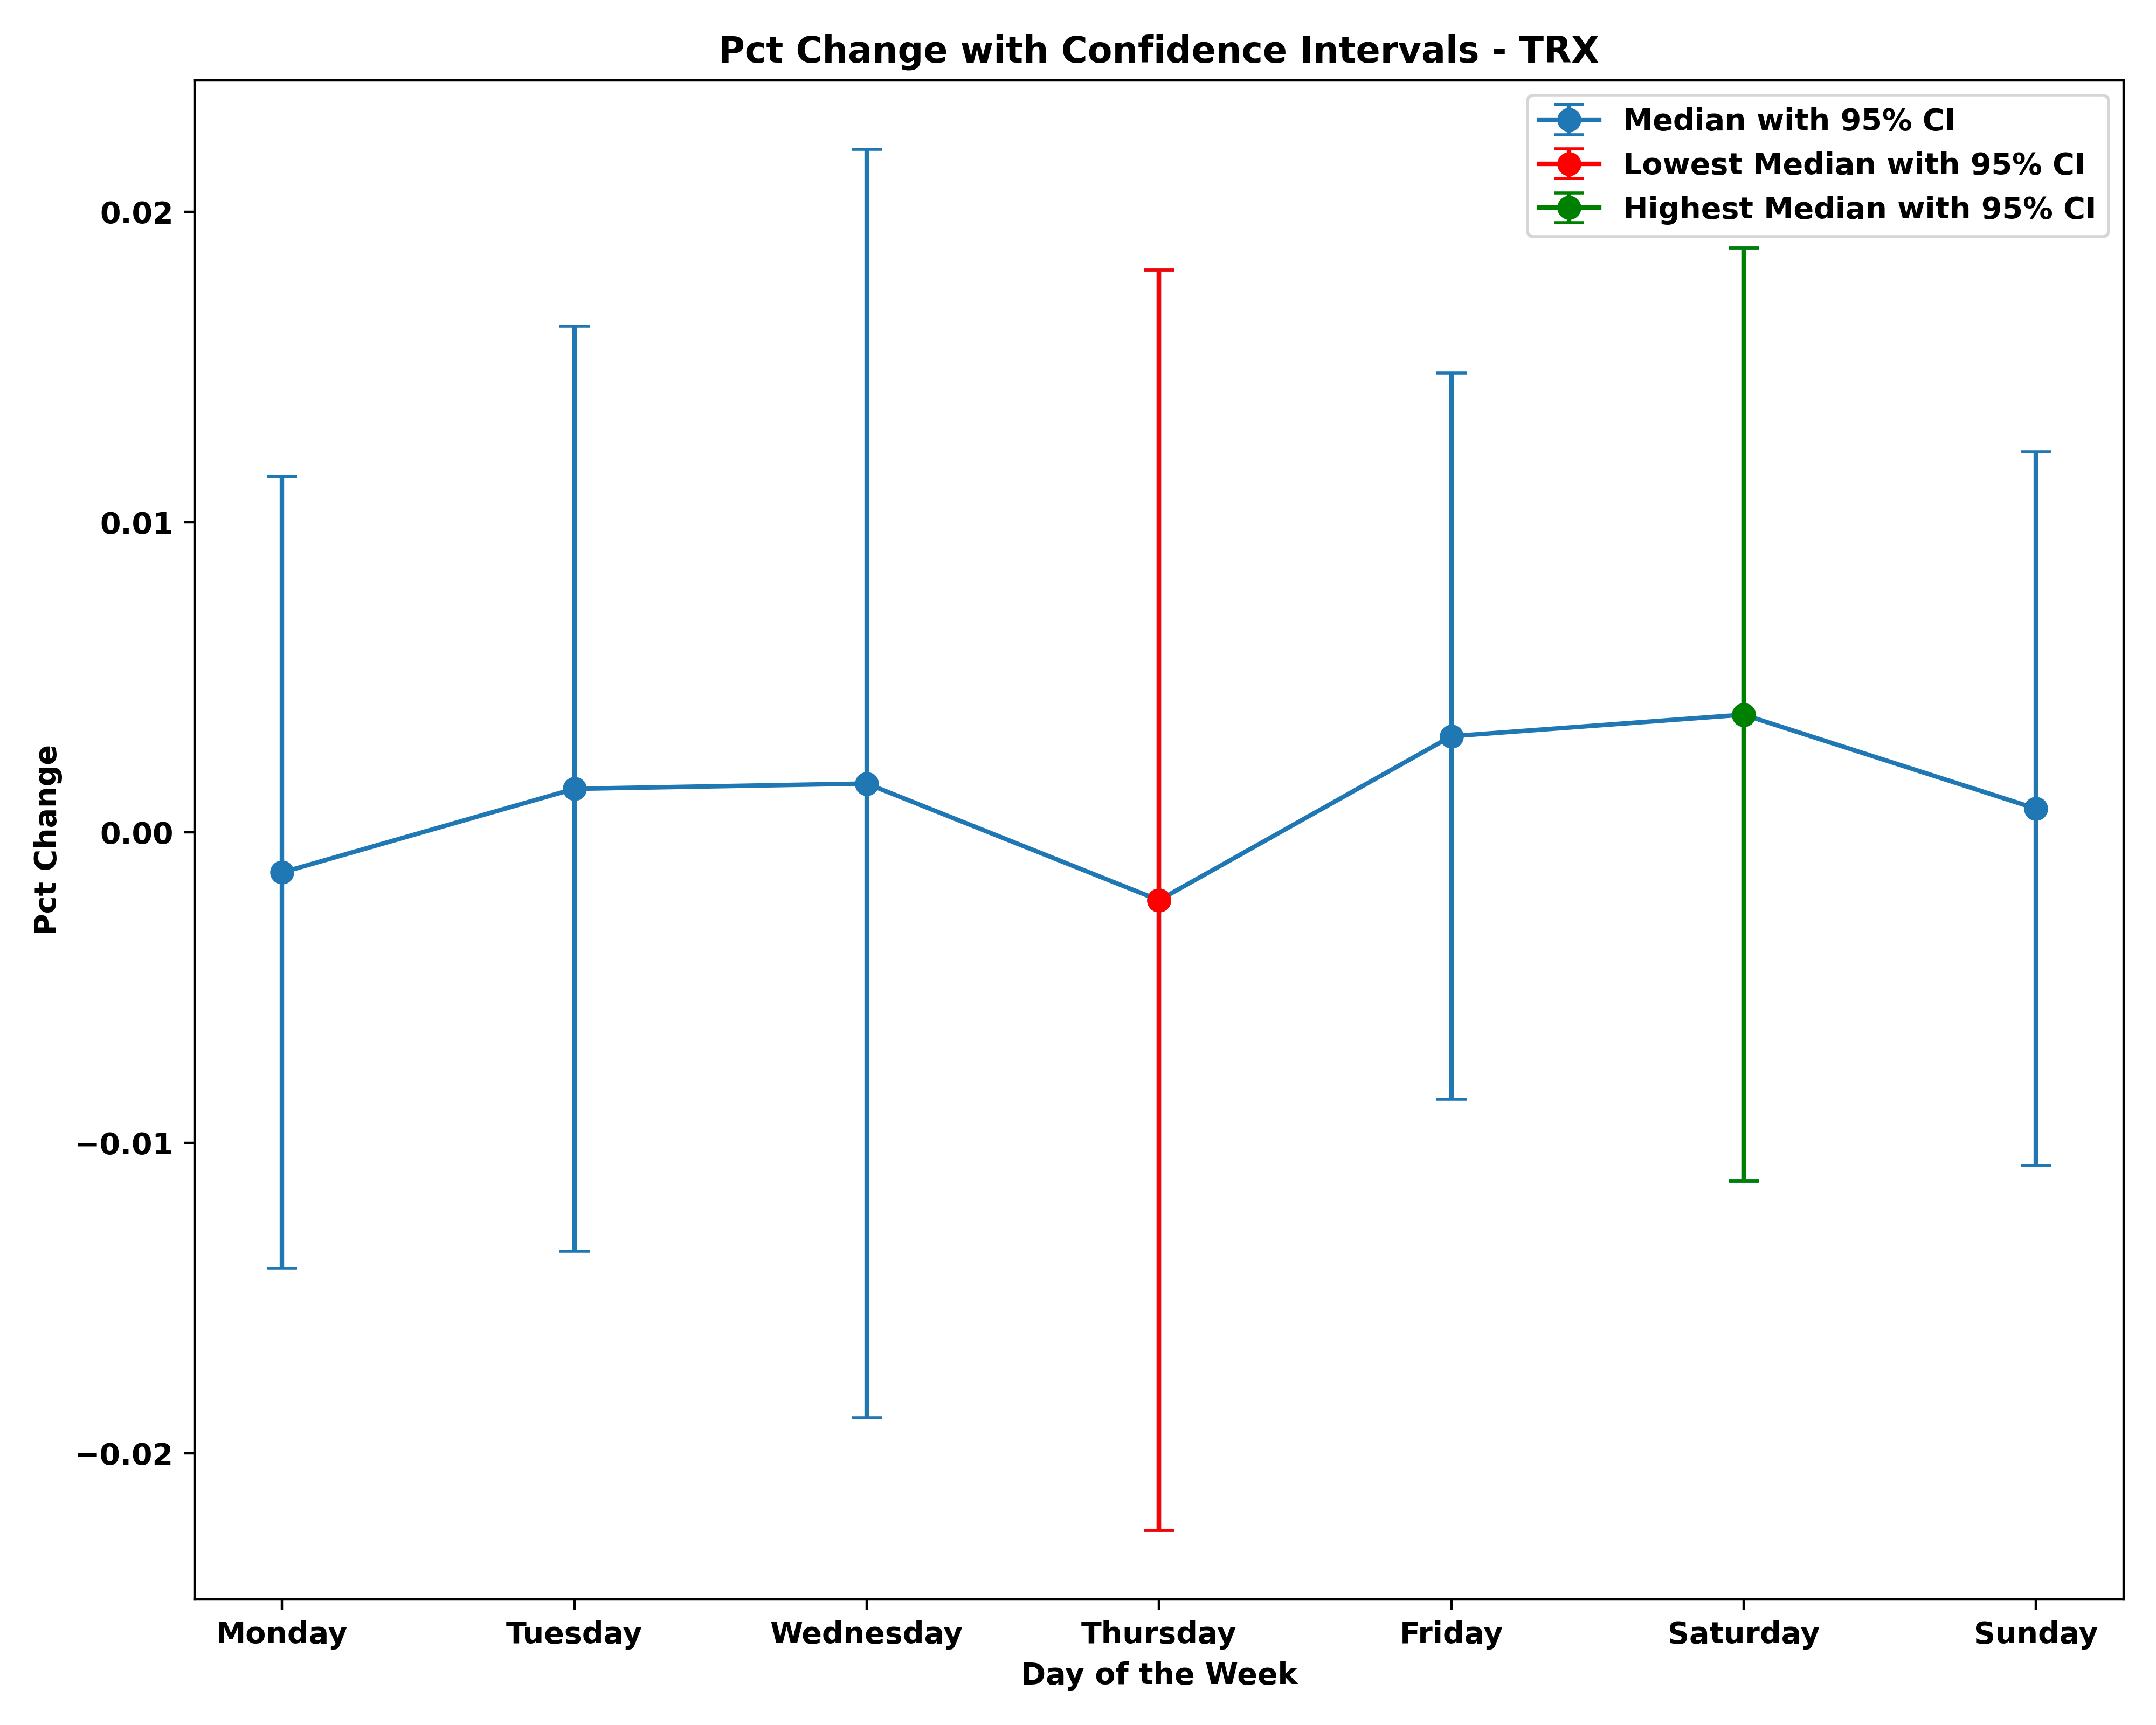 Pct Change with Confidence Intervals - TRX
Median with 95% CI
Lowest Median with 95% CI
Highest Median with 95% CI
0.02
0.01
0.00
−0.01
−0.02
Pct Change
Monday Tuesday Wednesday Thursday Friday Saturday Sunday
Day of the Week